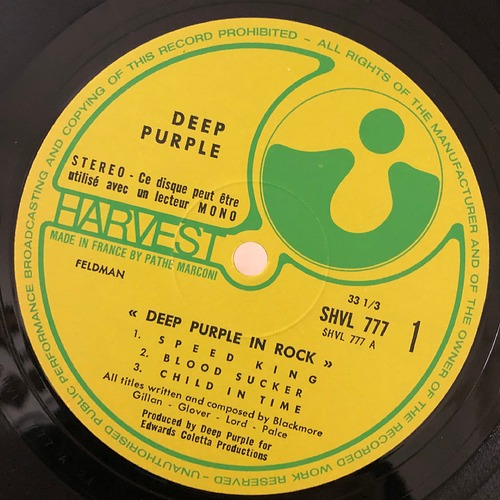 - ALL RIGHTS OF THE MANUFACTURER AND OF THE OWNER OF THE RECORDED WORK RESERVED - UNAUTHORISED PUBLIC PERFORMANCE BROADCASTING AND COPYING OF THIS RECORD PROHIBITED
DEEP
PURPLE
STEREO - Ce disque peut être
utilisé avec un lecteur MONO
HARVEST
MADE IN FRANCE BY PATHE MARCONI
FELDMAN
33 1/3
SHVL 777
SHVL 777 A
1
« DEEP PURPLE IN ROCK »
1. SPEED KING
2. BLOOD SUCKER
3. CHILD IN TIME
All titles written and composed by Blackmore
Gillan - Glover - Lord - Palce
Produced by Deep Purple for
Edwards Coletta Productions